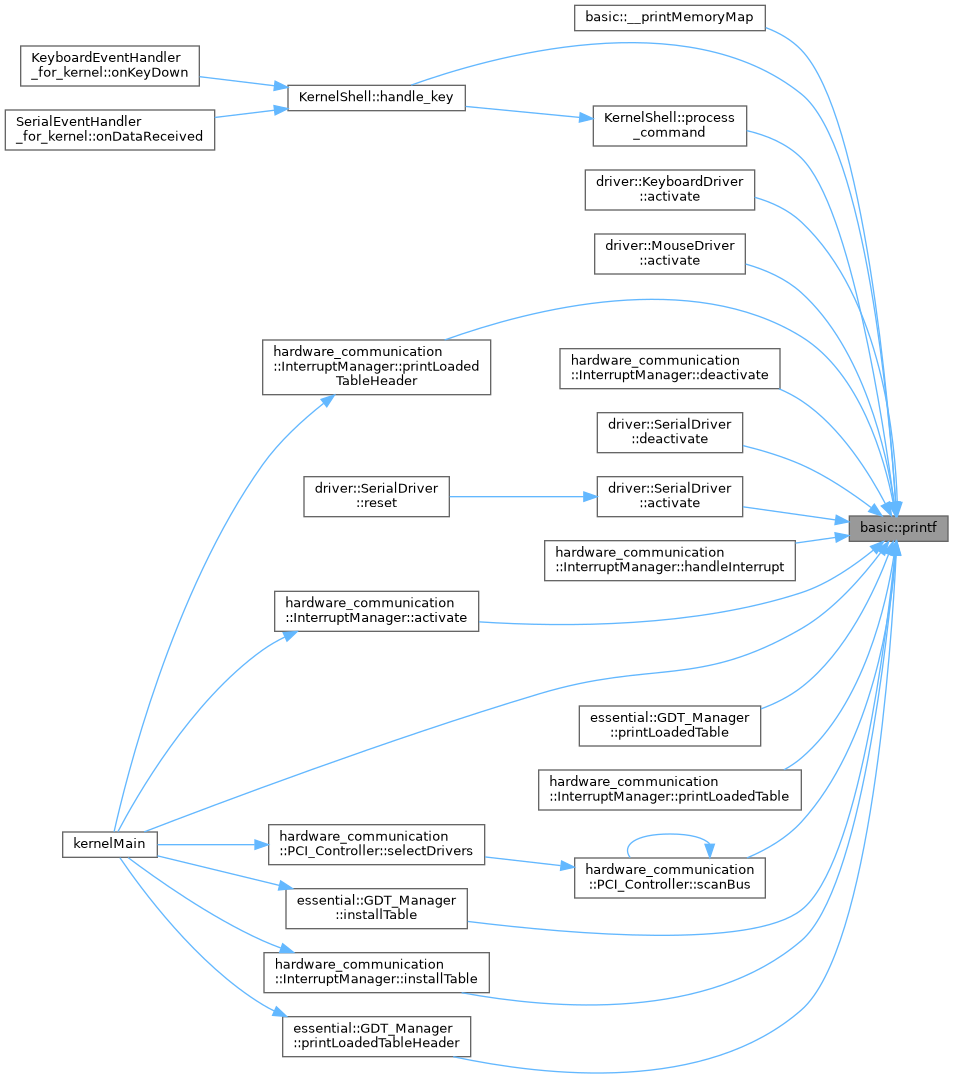 basic::__printMemoryMap
KeyboardEventHandler
_for_kernel::onKeyDown
KernelShell::handle_key
SerialEventHandler
_for_kernel::onDataReceived
KernelShell::process
_command
driver::KeyboardDriver
::activate
driver::MouseDriver
::activate
hardware_communication
::InterruptManager::printLoaded
TableHeader
hardware_communication
::InterruptManager::deactivate
driver::SerialDriver
::deactivate
driver::SerialDriver
::reset
driver::SerialDriver
::activate
basic::printf
hardware_communication
::InterruptManager::handleInterrupt
hardware_communication
::InterruptManager::activate
essential::GDT_Manager
::printLoadedTable
hardware_communication
::InterruptManager::printLoadedTable
kernelMain
hardware_communication
::PCI_Controller::selectDrivers
hardware_communication
::PCI_Controller::scanBus
essential::GDT_Manager
::installTable
hardware_communication
::InterruptManager::installTable
essential::GDT_Manager
::printLoadedTableHeader